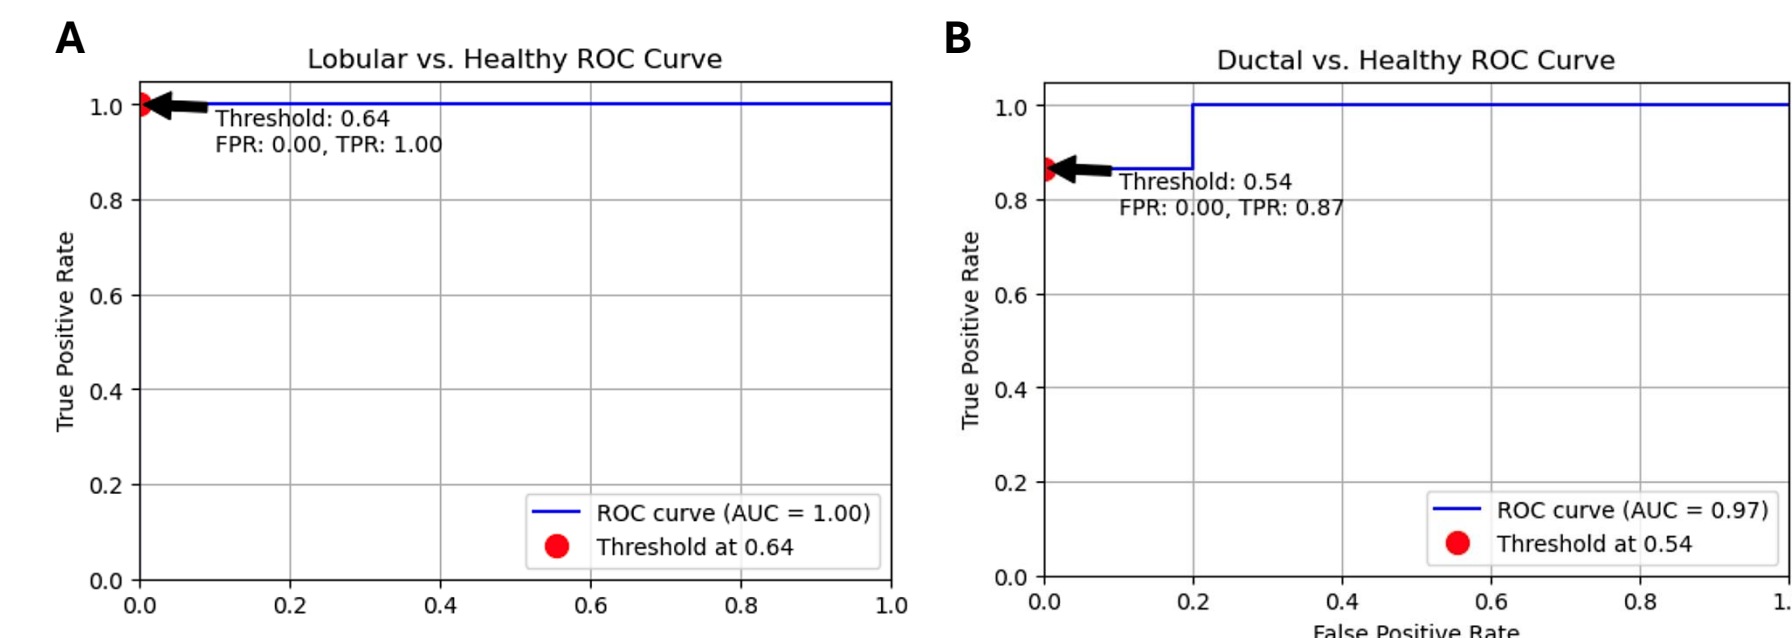 A
Lobular vs. Healthy ROC Curve
True Positive Rate
1.0
0.8
0.6
0.4
0.2
0.0
Threshold: 0.64
FPR: 0.00, TPR: 1.00
ROC curve (AUC = 1.00)
Threshold at 0.64
0.0 0.2 0.4 0.6 0.8 1.0
B
Ductal vs. Healthy ROC Curve
True Positive Rate
1.0
0.8
0.6
0.4
0.2
0.0
Threshold: 0.54
FPR: 0.00, TPR: 0.87
ROC curve (AUC = 0.97)
Threshold at 0.54
0.0 0.2 0.4 0.6 0.8 1.
False Positive Rate